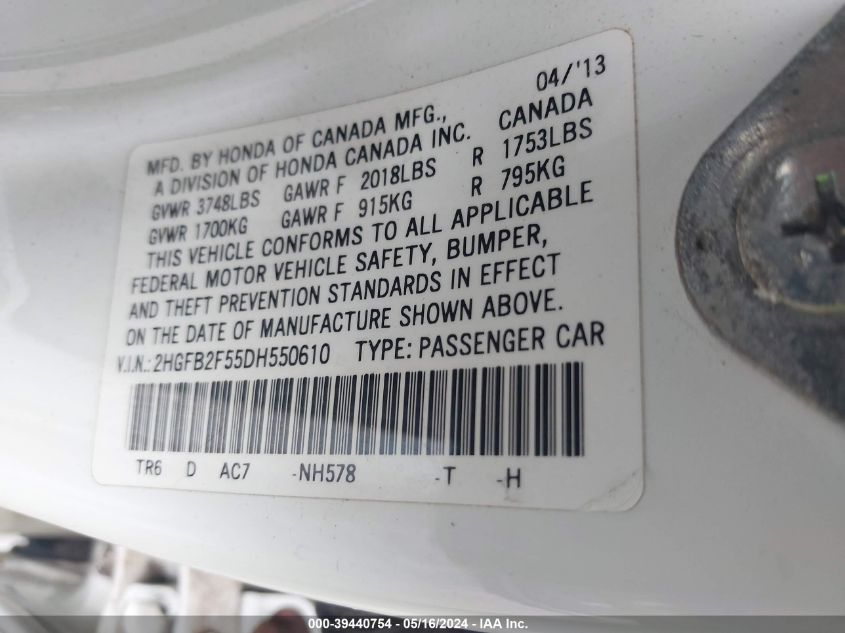 04/'13
MFD. BY HONDA OF CANADA MFG.,
A DIVISION OF HONDA CANADA INC. CANADA
GVWR 3748LBS GAWR F 2018LBS R 1753LBS
GVWR 1700KG GAWR F 915KG R 795KG
THIS VEHICLE CONFORMS TO ALL APPLICABLE
FEDERAL MOTOR VEHICLE SAFETY, BUMPER,
AND THEFT PREVENTION STANDARDS IN EFFECT
ON THE DATE OF MANUFACTURE SHOWN ABOVE.
V.I.N.: 2HGFB2F55DH550610 TYPE: PASSENGER CAR
TR6 D AC7 -NH578 -T -H
000-39440754 - 05/16/2024 - IAA Inc.